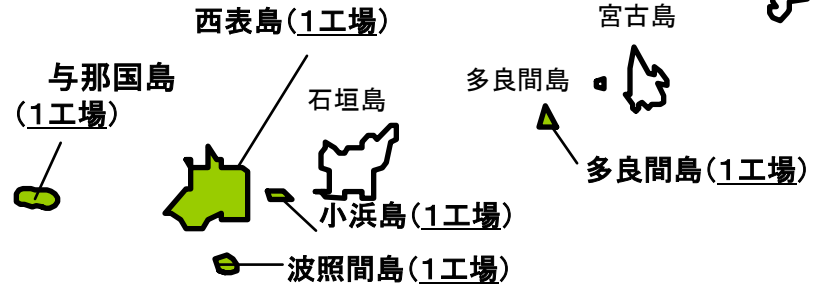 西表島(1工場)
宮古島
与那国島
(1工場)
石垣島
多良間島
多良間島(1工場)
小浜島(1工場)
波照間島(1工場)